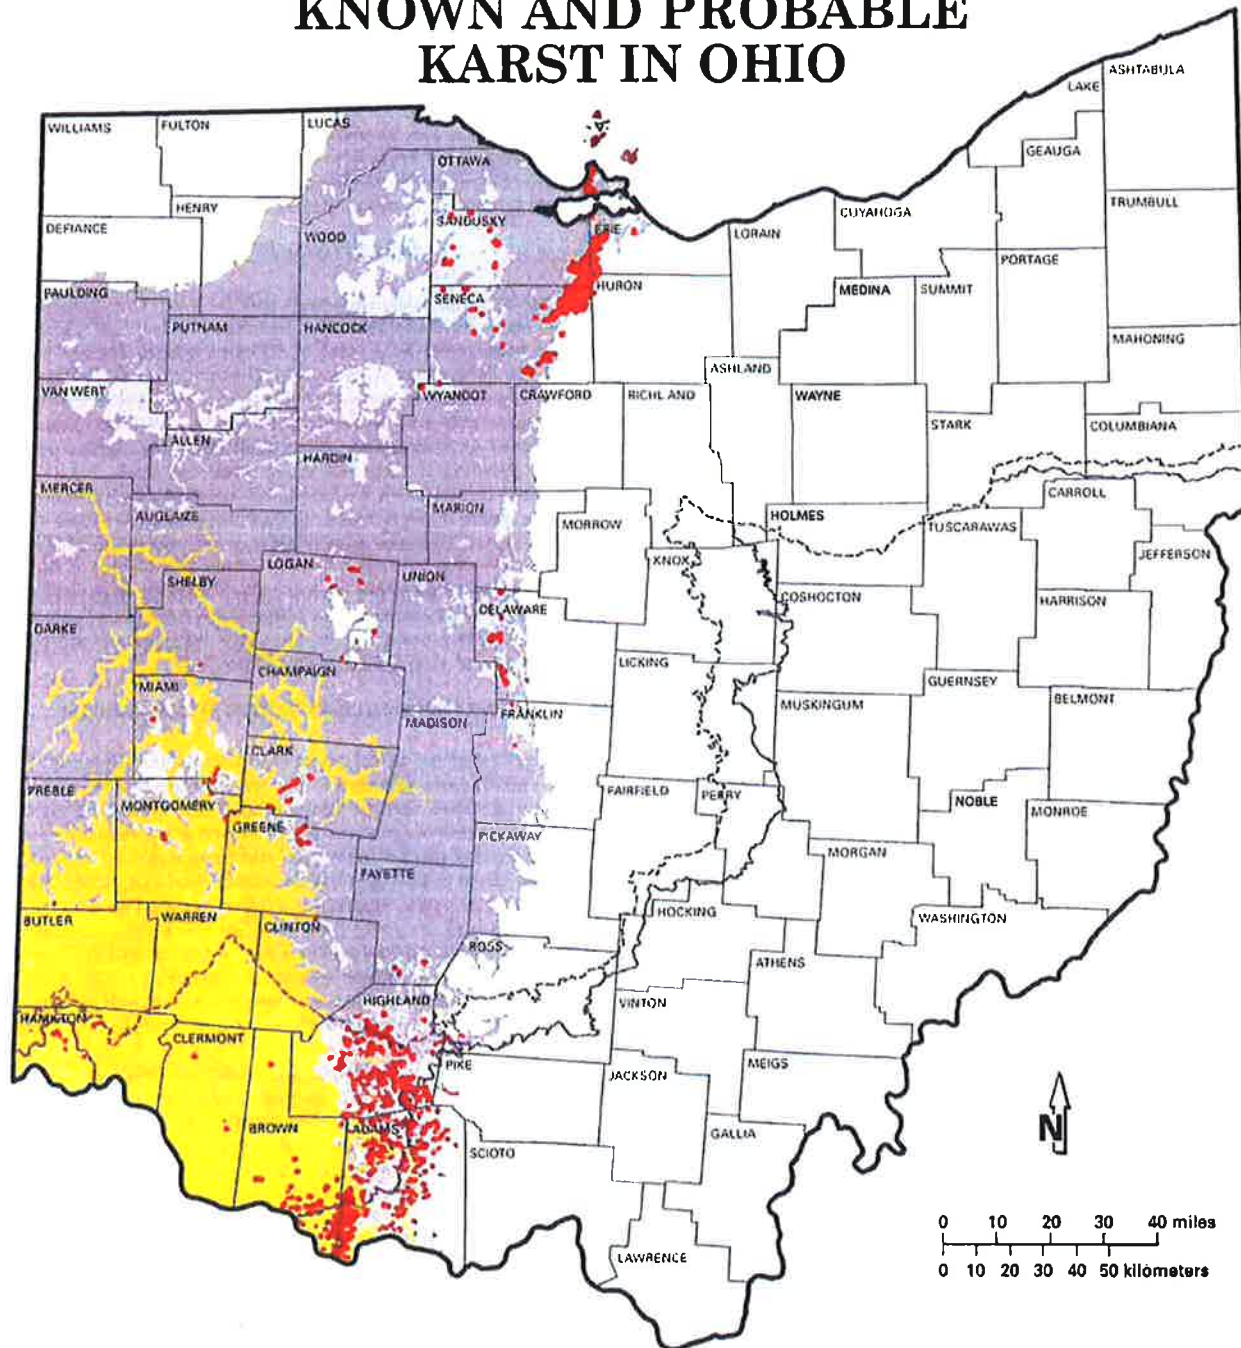 KNOWN AND PROBABLE
KARST IN OHIO
WILLIAMS
FULTON
LUCAS
LAKE
ASHTABULA
OTTAWA
GEAUGA
HENRY
SANDUSKY
CUYAHOGA
TRUMBULL
DEFIANCE
WOOD
ERIE
LORAIN
PORTAGE
PAULDING
SENECA
HURON
MEDINA
SUMMIT
PUTNAM
HANCOCK
MAHONING
ASHLAND
VAN WERT
WYANDOT
CRAWFORD
RICHLAND
WAYNE
STARK
COLUMBIANA
ALLEN
HARDIN
MERCER
CARROLL
AUGLAIZE
MARION
MORROW
HOLMES
TUSCARAWAS
JEFFERSON
LOGAN
UNION
KNOX
SHELBY
COSHOCTON
HARRISON
DELAWARE
DARKE
LICKING
CHAMPAIGN
GUERNSEY
MIAMI
BELMONT
MUSKINGUM
MADISON
FRANKLIN
CLARK
PREBLE
FAIRFIELD
PERRY
MONTGOMERY
NOBLE
MONROE
GREENE
PICKAWAY
MORGAN
FAYETTE
HOCKING
BUTLER
WARREN
CLINTON
WASHINGTON
ROSS
ATHENS
HIGHLAND
VINTON
HAMILTON
CLERMONT
PIKE
JACKSON
MEIGS
BROWN
ADAMS
GALLIA
SCIOTO
N
LAWRENCE
0 10 20 30 40 miles
0 10 20 30 40 50 kilometers